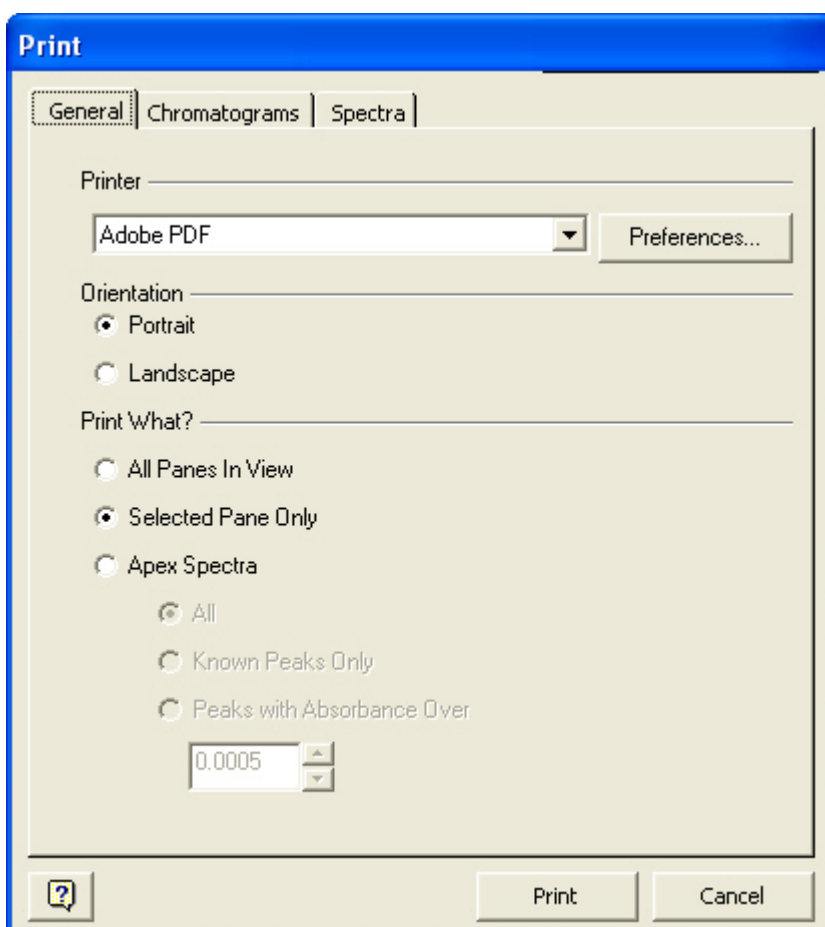 Print
General Chromatograms Spectra
Printer
Adobe PDF Preferences...
Orientation
Portrait
Landscape
Print What?
All Panes In View
Selected Pane Only
Apex Spectra
All
Known Peaks Only
Peaks with Absorbance Over
0.0005
? Print Cancel